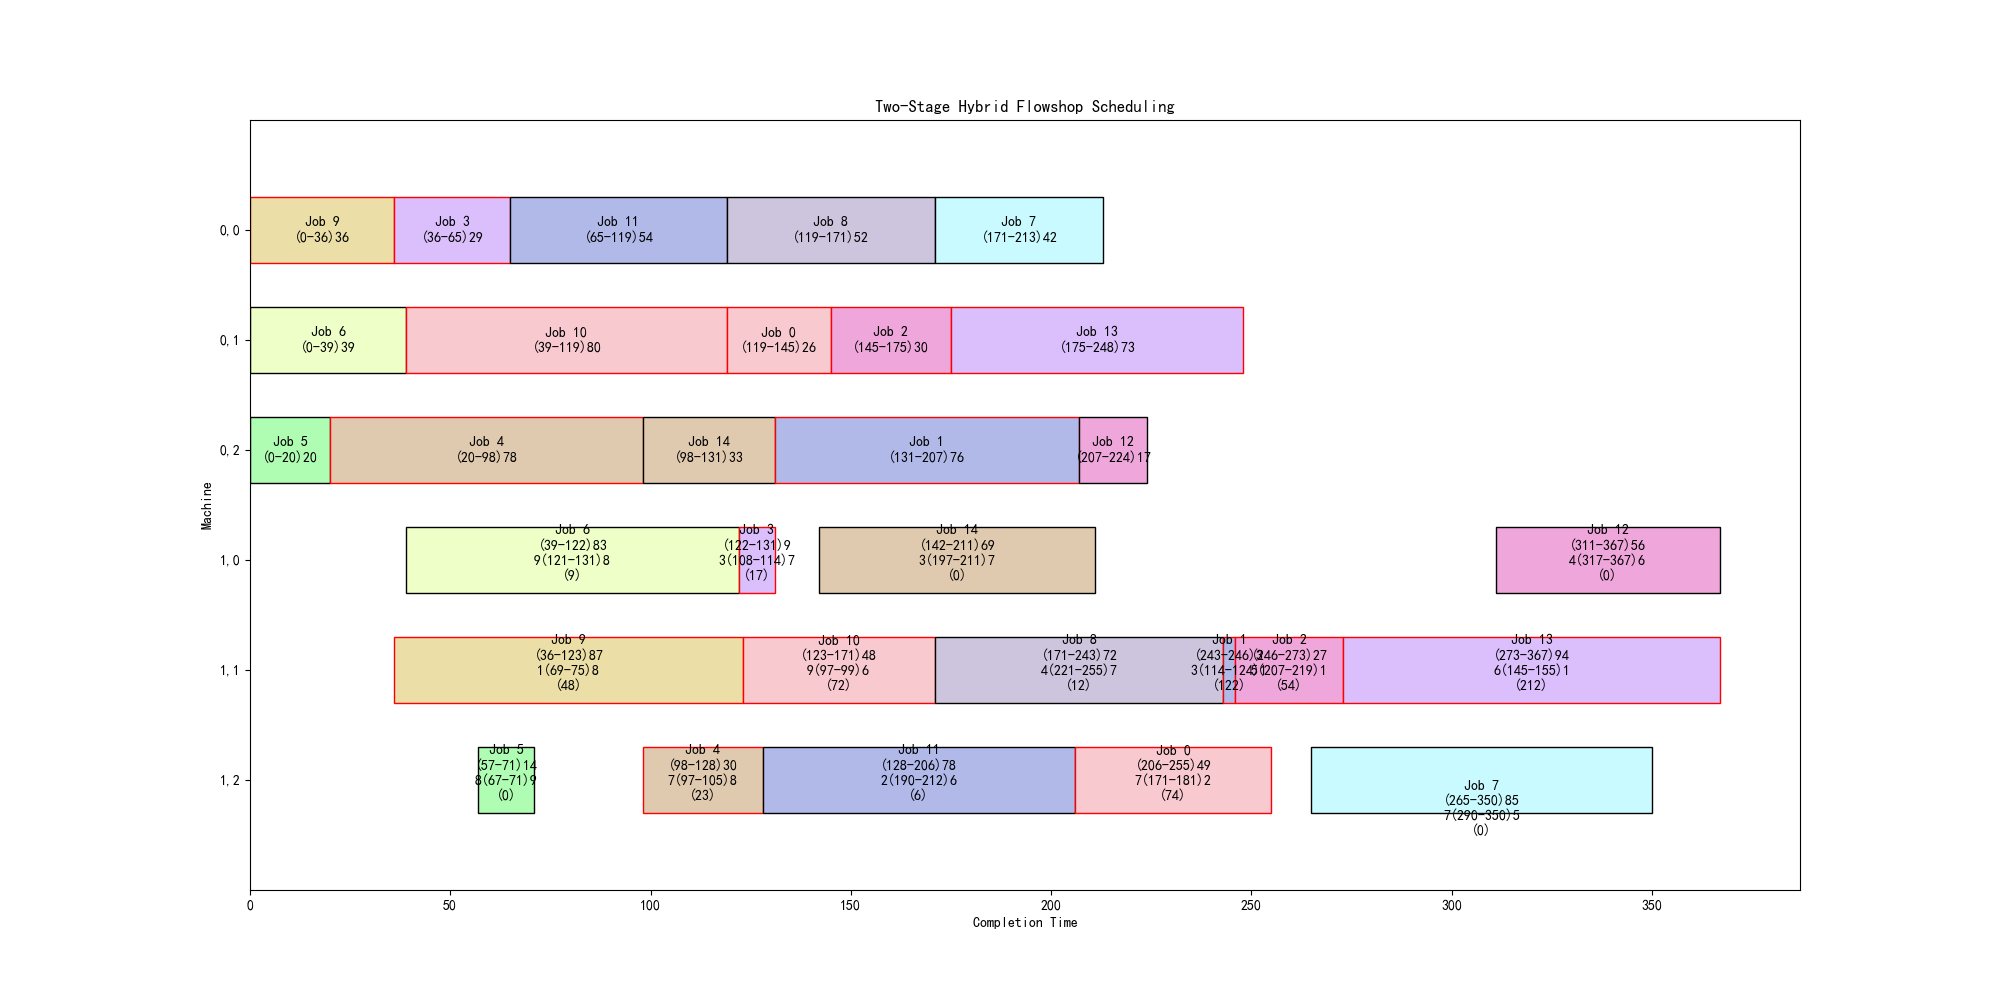 Two-Stage Hybrid Flowshop Scheduling
Machine
0,0
Job 9
(0-36)36
Job 3
(36-65)29
Job 11
(65-119)54
Job 8
(119-171)52
Job 7
(171-213)42
0,1
Job 6
(0-39)39
Job 10
(39-119)80
Job 0
(119-145)26
Job 2
(145-175)30
Job 13
(175-248)73
0,2
Job 5
(0-20)20
Job 4
(20-98)78
Job 14
(98-131)33
Job 1
(131-207)76
Job 12
(207-224)17
1,0
Job 6
(39-122)83
9(121-131)8
(9)
Job 3
(122-131)9
3(108-114)7
(17)
Job 14
(142-211)69
3(197-211)7
(0)
Job 12
(311-367)56
4(317-367)6
(0)
1,1
Job 9
(36-123)87
1(69-75)8
(48)
Job 10
(123-171)48
9(97-99)6
(72)
Job 8
(171-243)72
4(221-255)7
(12)
Job 1
(243-246)3
3(114-124)1
(122)
Job 2
(246-273)27
5(207-219)1
(54)
Job 13
(273-367)94
6(145-155)1
(212)
1,2
Job 5
(57-71)14
8(67-71)9
(0)
Job 4
(98-128)30
7(97-105)8
(23)
Job 11
(128-206)78
2(190-212)6
(6)
Job 0
(206-255)49
7(171-181)2
(74)
Job 7
(265-350)85
7(290-350)5
(0)
0
50
100
150
200
250
300
350
Completion Time